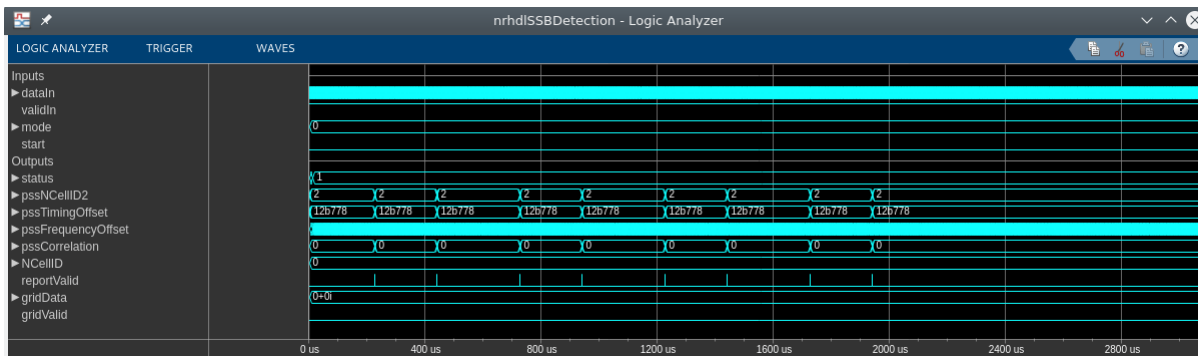 nrhdlSSBDetection - Logic Analyzer
LOGIC ANALYZER TRIGGER WAVES ?
Inputs
dataIn
validIn
mode 0
start
Outputs
status 1
pssNCellID2 2 2 2 2 2 2 2 2 2
pssTimingOffset 12b778 12b778 12b778 12b778 12b778 12b778 12b778 12b778 12b778
pssFrequencyOffset
pssCorrelation 0 0 0 0 0 0 0 0 0
NCellID 0
reportValid
gridData 0+0i
gridValid
0 us 400 us 800 us 1200 us 1600 us 2000 us 2400 us 2800 us